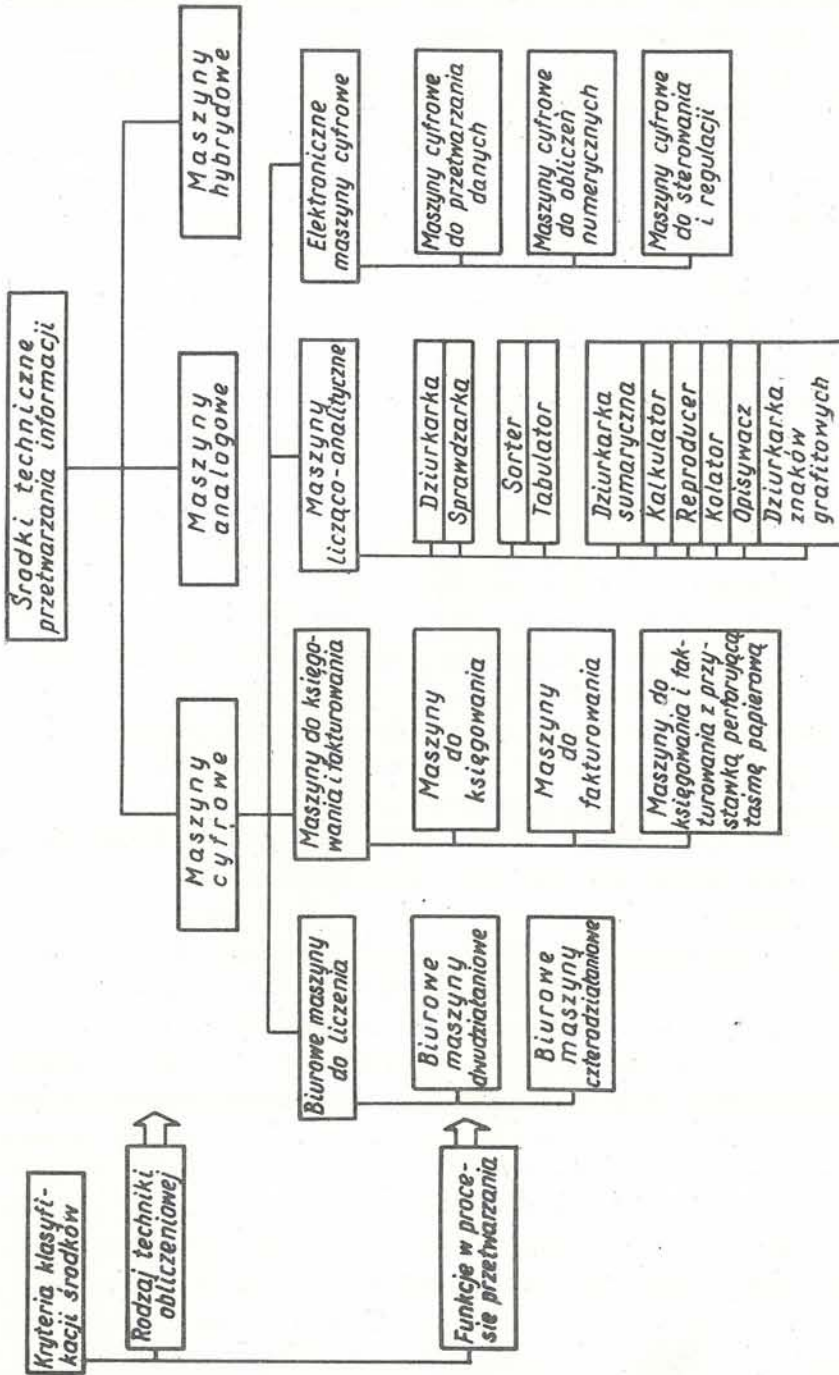 Środki techniczne
przetwarzania informacji
Kryteria klasyfi-
kacji środków
Rodzaj techniki
obliczeniowej
Maszyny
cyfrowe
Maszyny
analogowe
Maszyny
hybrydowe
Biurowe maszyny
do liczenia
Maszyny do księgo-
wania i fakturowania
Maszyny
licząco-analityczne
Elektroniczne
maszyny cyfrowe
Funkcje w proce-
sie przetwarzania
Biurowe
maszyny
dwudziałaniowe
Biurowe
maszyny
czterodziałaniowe
Maszyny
do
księgowania
Maszyny
do
fakturowania
Maszyny do
księgowania i fak-
turowania z przy-
stawką perforującą
taśmę papierową
Dziurkarka
Sprawdzarka
Sorter
Tabulator
Dziurkarka
sumaryczna
Kalkulator
Reproducer
Kolator
Opisywacz
Dziurkarka
znaków
grafitowych
Maszyny cyfrowe
do przetwarzania
danych
Maszyny cyfrowe
do obliczeń
numerycznych
Maszyny cyfrowe
do sterowania
i regulacji